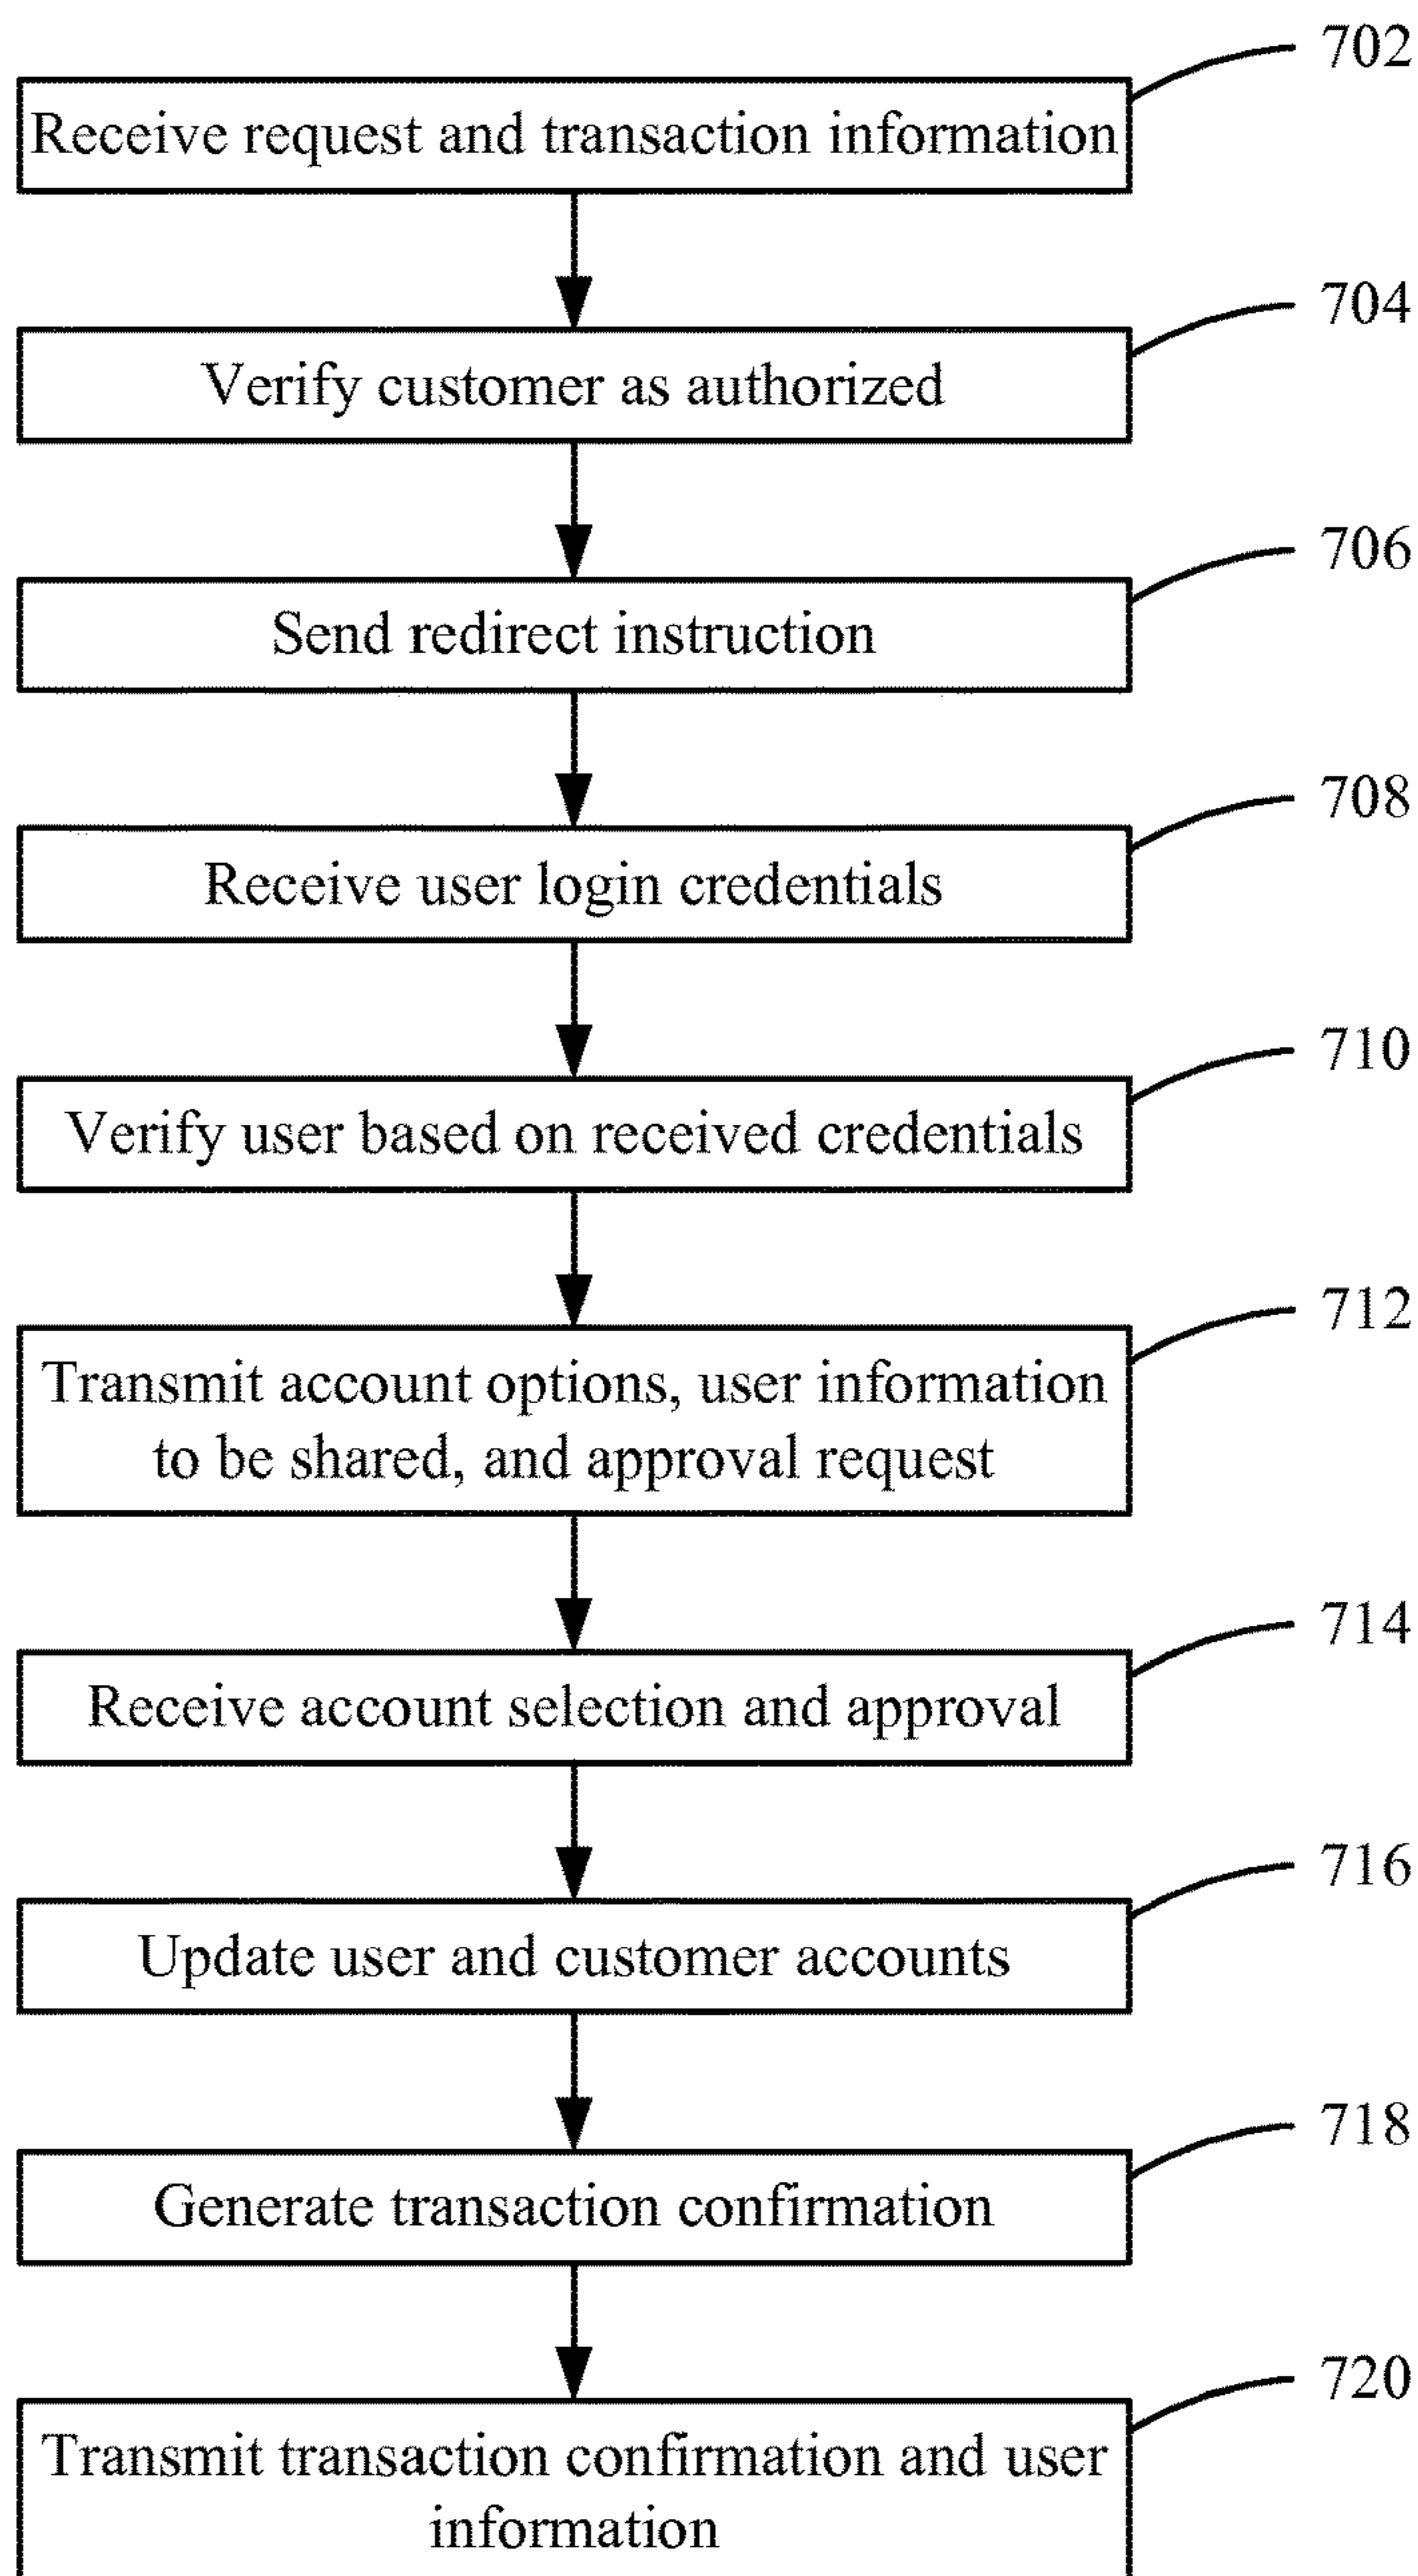 702
Receive request and transaction information
704
Verify customer as authorized
706
Send redirect instruction
708
Receive user login credentials
710
Verify user based on received credentials
712
Transmit account options, user information
to be shared, and approval request
714
Receive account selection and approval
716
Update user and customer accounts
718
Generate transaction confirmation
720
Transmit transaction confirmation and user
information